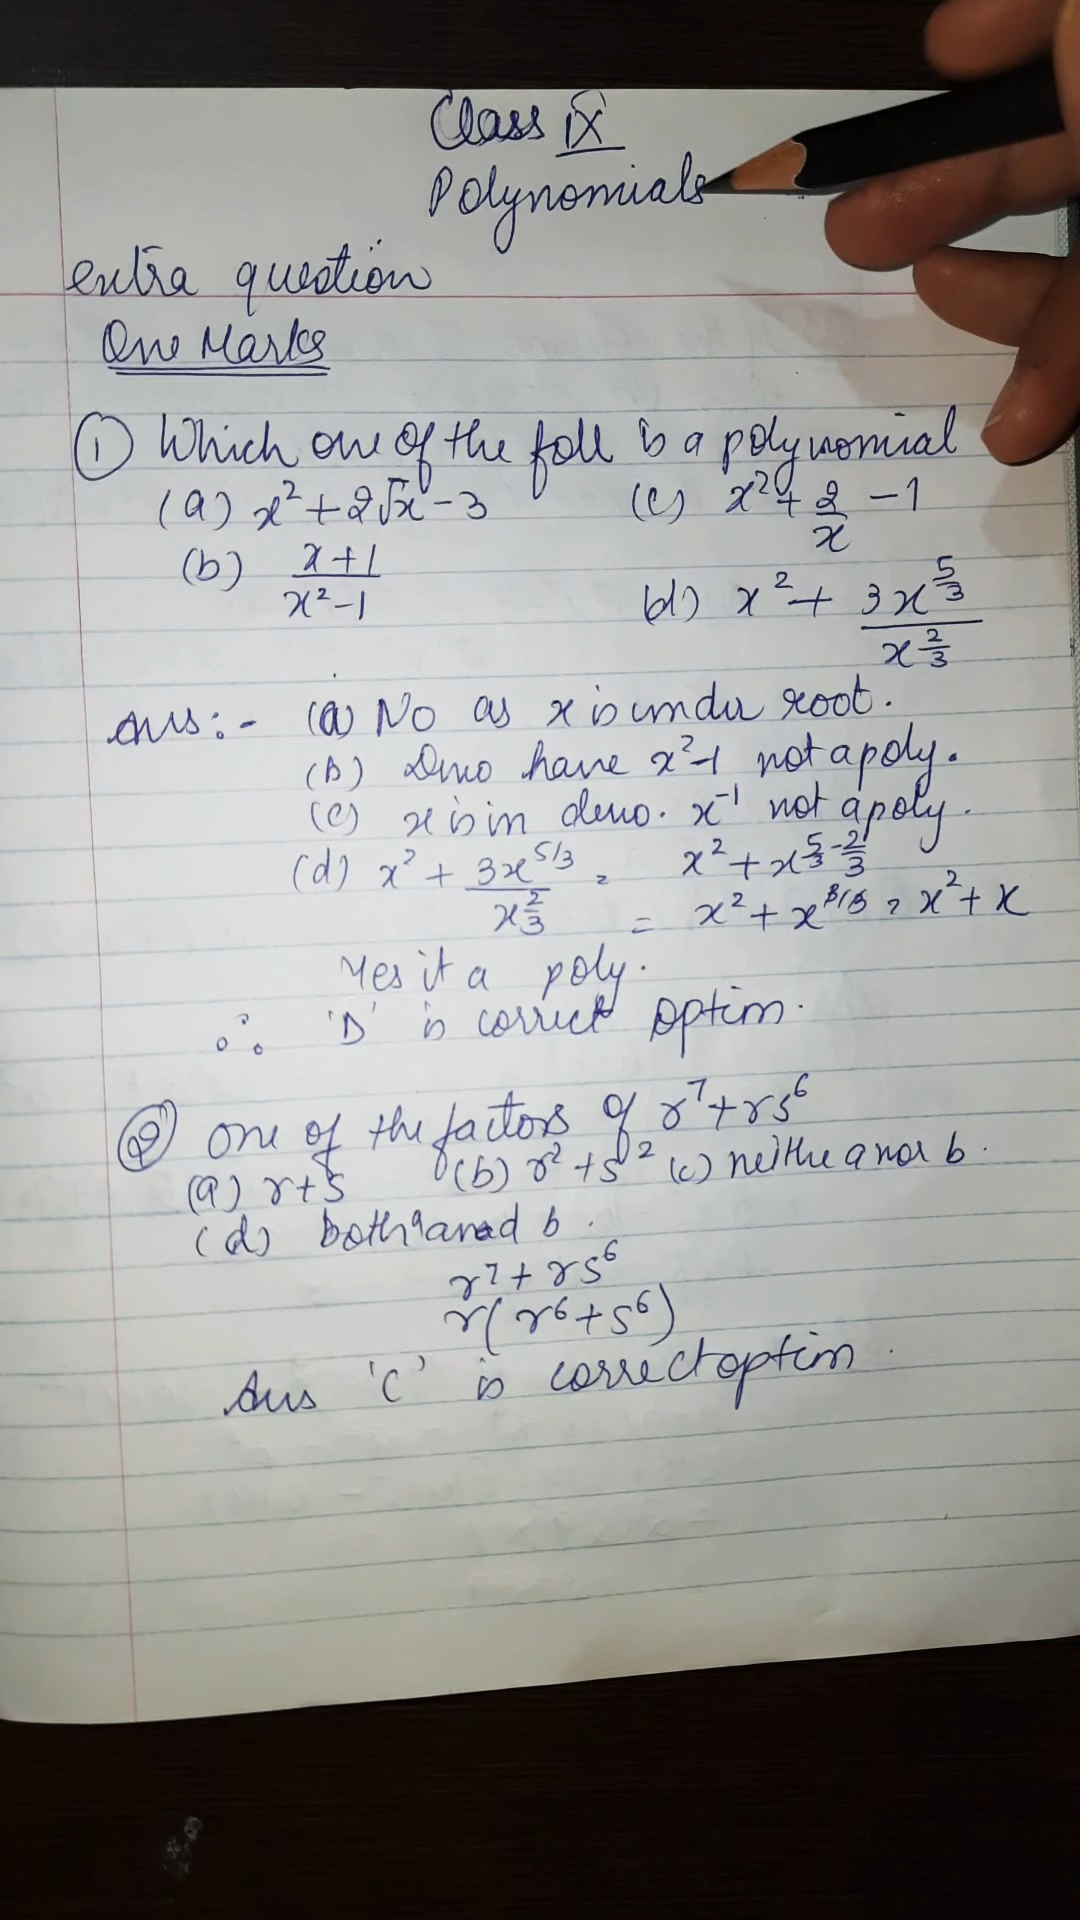 Class IX
Polynomials
extra question
One Marks
① Which one of the foll is a polynomial
(a) x² + 2√x - 3 (c) x² + 2/x - 1
(b) (x+1)/(x²-1)
(d) x² + 3x^(5/3)/x^(2/3)
Ans:- (a) No as x is under root.
(b) Deno have x²-1 not a poly.
(c) x is in deno. x⁻¹ not a poly.
(d) x² + 3x^(5/3)/x^(2/3) = x² + x^(5/3-2/3)
= x² + x^(3/3) = x² + x
Yes it a poly.
∴ 'D' is correct option.
② One of the factors of r⁷+rs⁶
(a) r+s (b) r²+s² (c) neithe a nor b.
(d) both a and b.
r⁷ + rs⁶
r(r⁶ + s⁶)
Ans 'C' is correct option.